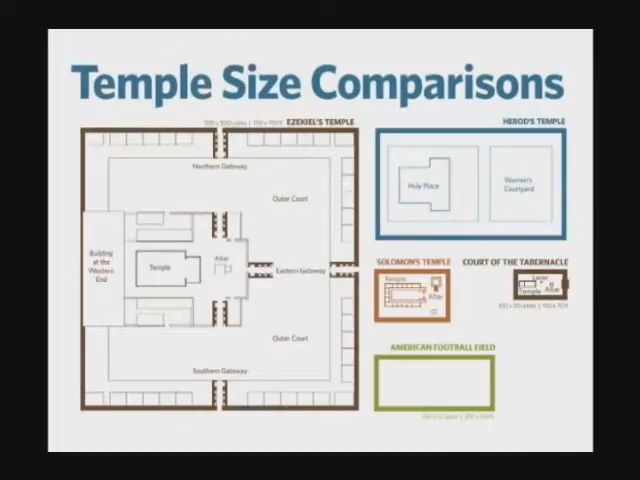 Temple Size Comparisons
EZEKIEL'S TEMPLE
Northern Gateway
Outer Court
Building
at the
Western
End
Temple
Altar
Eastern Gateway
Outer Court
Southern Gateway
HEROD'S TEMPLE
Holy Place
Women's
Courtyard
SOLOMON'S TEMPLE
Temple
Altar
COURT OF THE TABERNACLE
Laver
Temple Altar
AMERICAN FOOTBALL FIELD